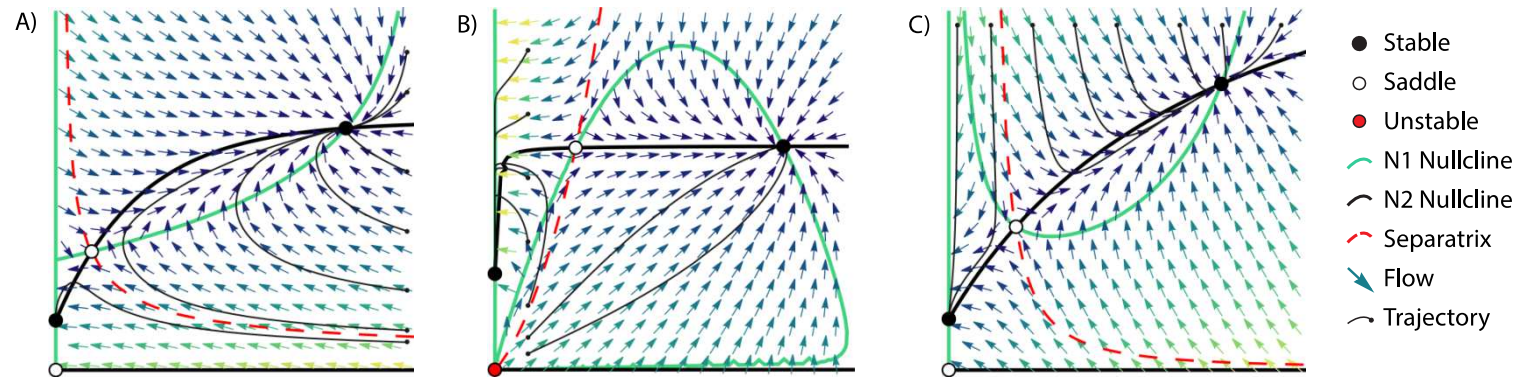 A)
B)
C)
Stable
Saddle
Unstable
N1 Nullcline
N2 Nullcline
Separatrix
Flow
Trajectory